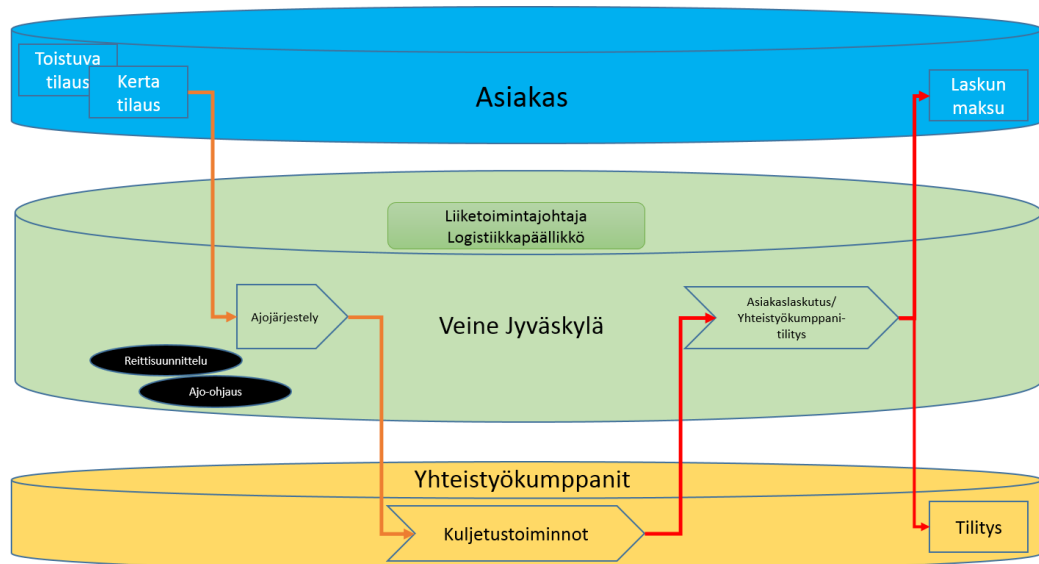 Toistuva
tilaus
Kerta
tilaus
Asiakas
Laskun
maksu
Liiketoimintajohtaja
Logistiikkapäällikkö
Ajojärjestely
Veine Jyväskylä
Asiakaslaskutus/
Yhteistyökumppani-
tilitys
Reittisuunnittelu
Ajo-ohjaus
Yhteistyökumppanit
Kuljetustoiminnot
Tilitys